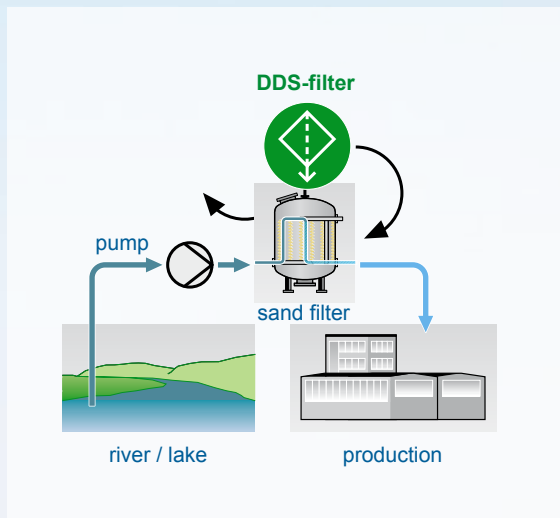 DDS-filter
pump
sand filter
river / lake
production